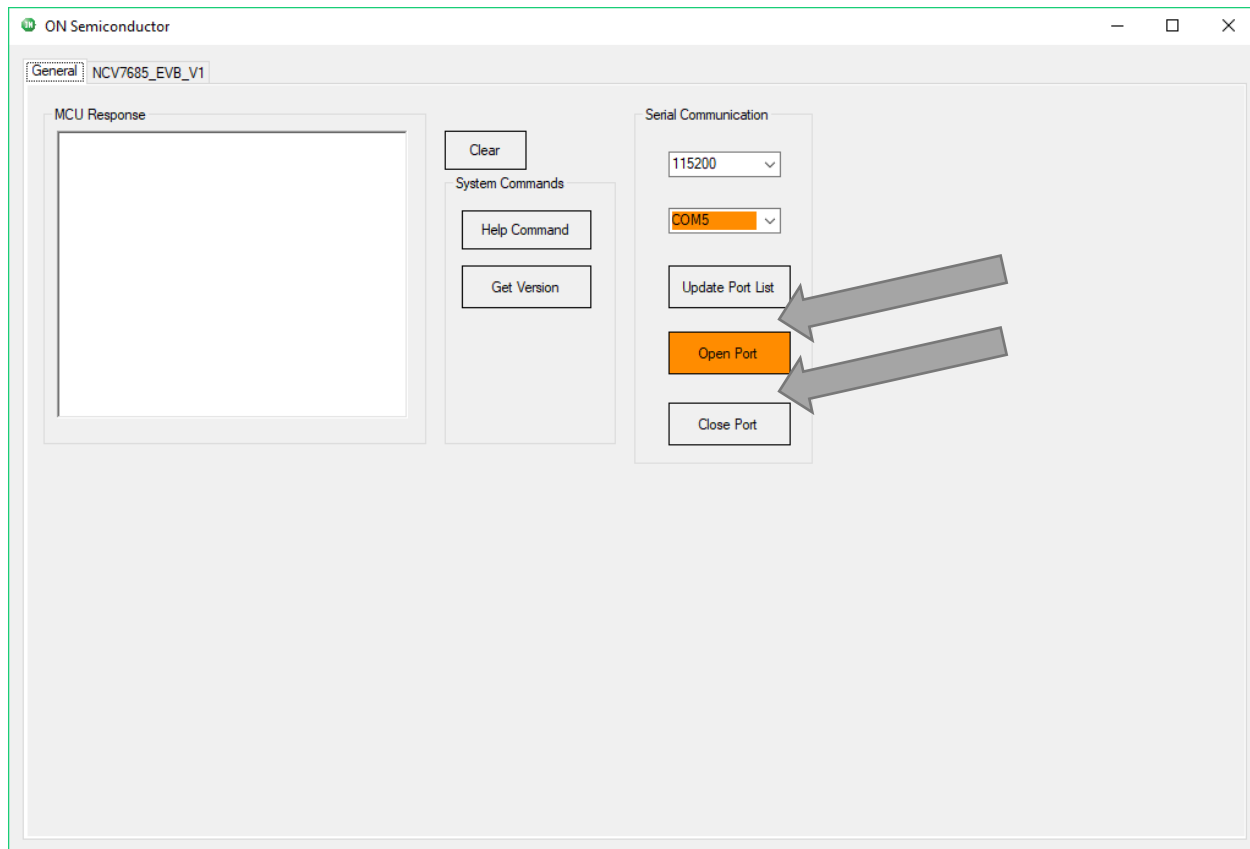 ON Semiconductor
General
NCV7685_EVB_V1
MCU Response
Clear
System Commands
Help Command
Get Version
Serial Communication
115200
COM5
Update Port List
Open Port
Close Port